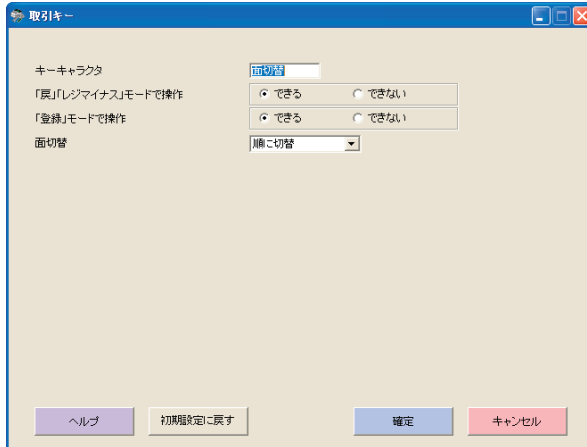 取引キー
キーキャラクタ 面切替
「戻」「レジマイナス」モードで操作 できる できない
「登録」モードで操作 できる できない
面切替 順に切替
ヘルプ 初期設定に戻す 確定 キャンセル